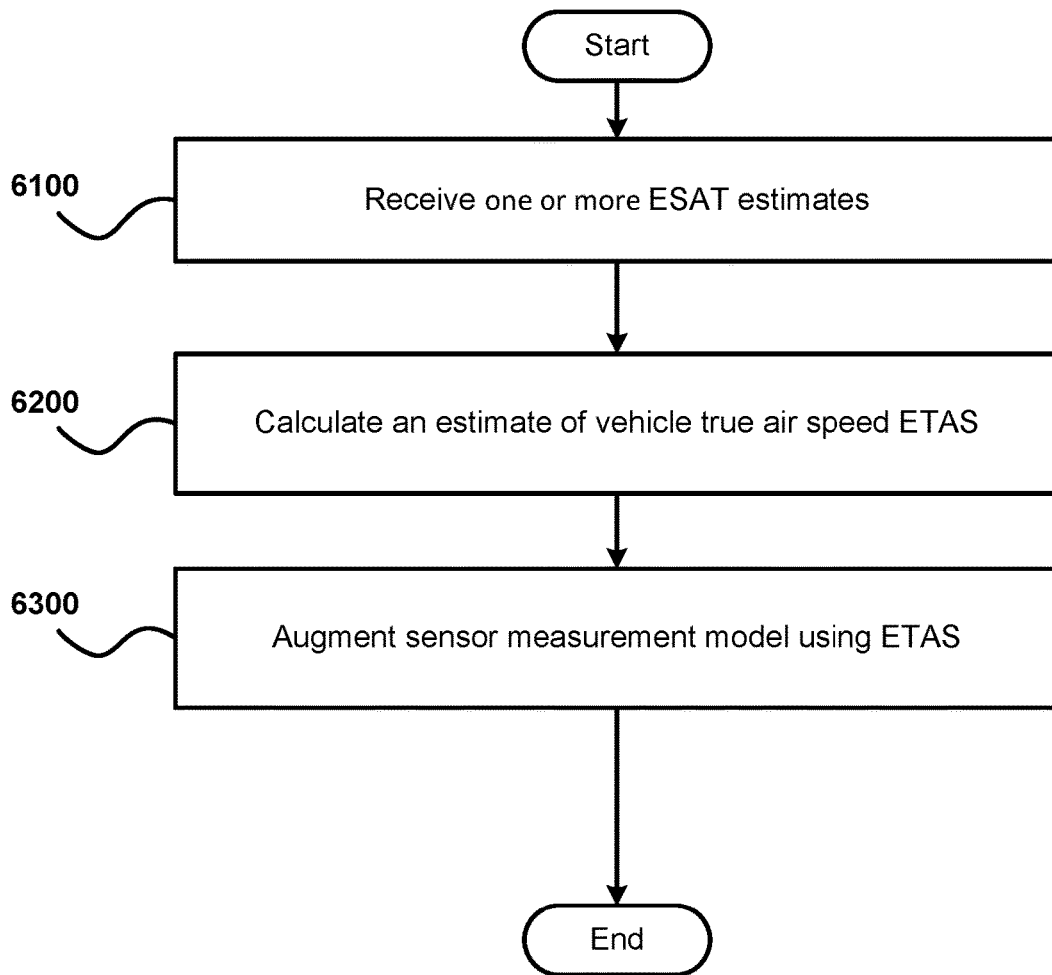 Start
6100
Receive one or more ESAT estimates
6200
Calculate an estimate of vehicle true air speed ETAS
6300
Augment sensor measurement model using ETAS
End